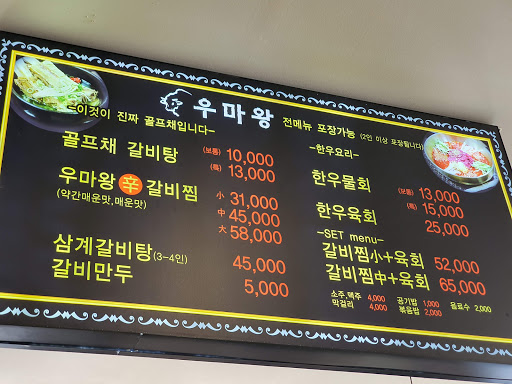 우마왕 전메뉴 포장가능 (2인 이상 포장됩니다)
-이것이 진짜 골프채입니다-
골프채 갈비탕 (보통) 10,000
(특) 13,000
우마왕 辛 갈비찜 小 31,000
(약간매운맛,매운맛) 中 45,000
大 58,000
삼계갈비탕(3-4인) 45,000
갈비만두 5,000
-한우요리-
한우물회 (보통) 13,000
(특) 15,000
한우육회 25,000
-SET menu-
갈비찜小+육회 52,000
갈비찜中+육회 65,000
소주,맥주 4,000 공기밥 1,000 음료수 2,000
막걸리 4,000 볶음밥 2,000